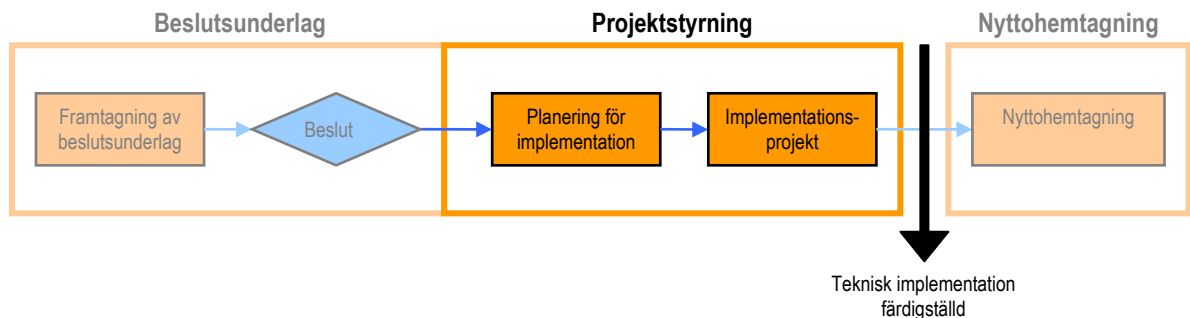 Beslutsunderlag
Projektstyrning
Nyttohemtagning
Framtagning av
beslutsunderlag
Beslut
Planering för
implementation
Implementations-
projekt
Nyttohemtagning
Teknisk implementation
färdigställd